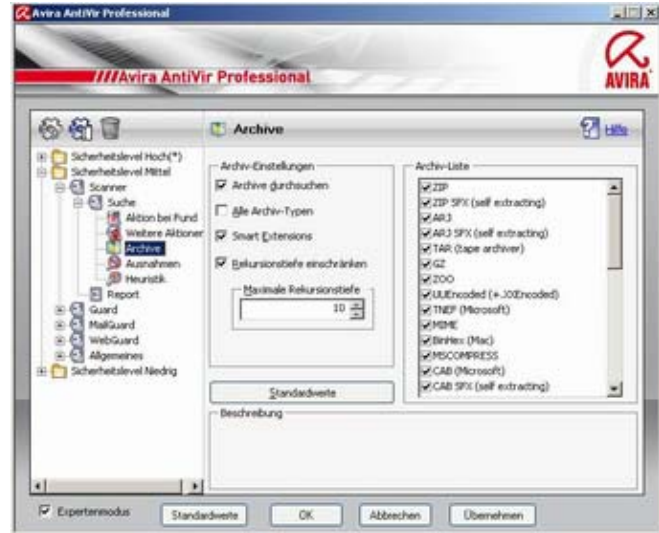 Avira AntiVir Professional
Avira AntiVir Professional
AVIRA
Archive
Hilfe
Sicherheitslevel Hoch(*)
Sicherheitslevel Mittel
Scanner
Suche
Aktion bei Fund
Weitere Aktioner
Archive
Ausnahmen
Heuristik
Report
Guard
MailGuard
WebGuard
Allgemeines
Sicherheitslevel Niedrig
Archiv-Einstellungen
Archive durchsuchen
Alle Archiv-Typen
Smart Extensions
Rekursionstiefe einschränken
Maximale Rekursionstiefe
10
Standardwerte
Archiv-Liste
ZIP
ZIP SFX (self extracting)
ARJ
ARJ SFX (self extracting)
TAR (tape archiver)
GZ
ZOO
UUEncoded (+.XXEncoded)
TNEF (Microsoft)
MIME
BinHex (Mac)
MSCOMPRESS
CAB (Microsoft)
CAB SFX (self extracting)
Beschreibung
Expertenmodus
Standardwerte
OK
Abbrechen
Übernehmen